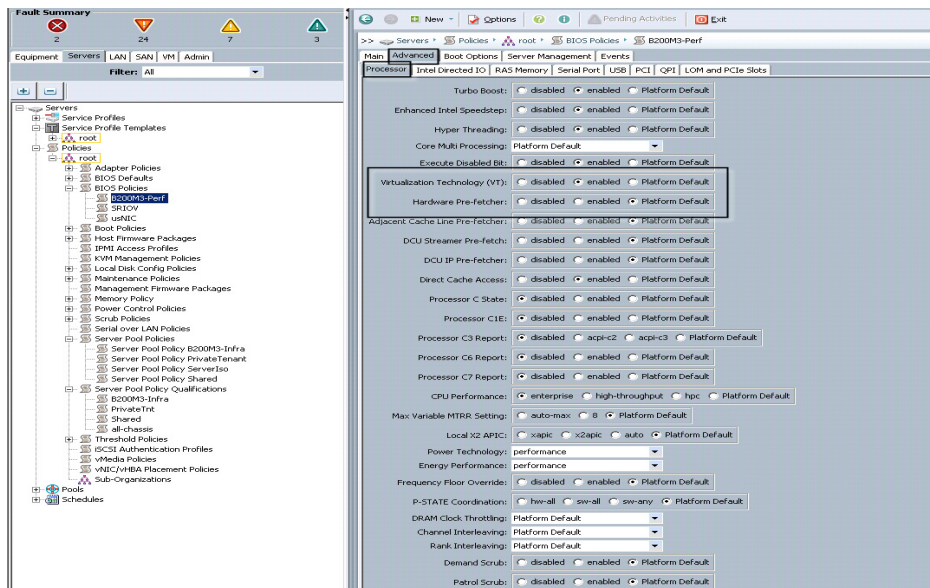 Fault Summary
2 24 7 3
Equipment Servers LAN SAN VM Admin
Filter: All
Servers
Service Profiles
Service Profile Templates
root
Policies
root
Adapter Policies
BIOS Defaults
BIOS Policies
B200M3-Perf
SRIOV
usNIC
Boot Policies
Host Firmware Packages
IPMI Access Profiles
KVM Management Policies
Local Disk Config Policies
Maintenance Policies
Management Firmware Packages
Memory Policy
Power Control Policies
Scrub Policies
Serial over LAN Policies
Server Pool Policies
Server Pool Policy B200M3-Infra
Server Pool Policy PrivateTenant
Server Pool Policy ServerIso
Server Pool Policy Shared
Server Pool Policy Qualifications
B200M3-Infra
PrivateTnt
Shared
all-chassis
Threshold Policies
iSCSI Authentication Profiles
vMedia Policies
vNIC/vHBA Placement Policies
Sub-Organizations
Pools
Schedules
New Options Pending Activities Exit
>> Servers Policies root BIOS Policies B200M3-Perf
Main Advanced Boot Options Server Management Events
Processor Intel Directed IO RAS Memory Serial Port USB PCI QPI LOM and PCIe Slots
Turbo Boost: disabled enabled Platform Default
Enhanced Intel Speedstep: disabled enabled Platform Default
Hyper Threading: disabled enabled Platform Default
Core Multi Processing: Platform Default
Execute Disabled Bit: disabled enabled Platform Default
Virtualization Technology (VT): disabled enabled Platform Default
Hardware Pre-fetcher: disabled enabled Platform Default
Adjacent Cache Line Pre-fetcher: disabled enabled Platform Default
DCU Streamer Pre-fetch: disabled enabled Platform Default
DCU IP Pre-fetcher: disabled enabled Platform Default
Direct Cache Access: disabled enabled Platform Default
Processor C State: disabled enabled Platform Default
Processor C1E: disabled enabled Platform Default
Processor C3 Report: disabled acpi-c2 acpi-c3 Platform Default
Processor C6 Report: disabled enabled Platform Default
Processor C7 Report: disabled enabled Platform Default
CPU Performance: enterprise high-throughput hpc Platform Default
Max Variable MTRR Setting: auto-max 8 Platform Default
Local X2 APIC: xapic x2apic auto Platform Default
Power Technology: performance
Energy Performance: performance
Frequency Floor Override: disabled enabled Platform Default
P-STATE Coordination: hw-all sw-all sw-any Platform Default
DRAM Clock Throttling: Platform Default
Channel Interleaving: Platform Default
Rank Interleaving: Platform Default
Demand Scrub: disabled enabled Platform Default
Patrol Scrub: disabled enabled Platform Default